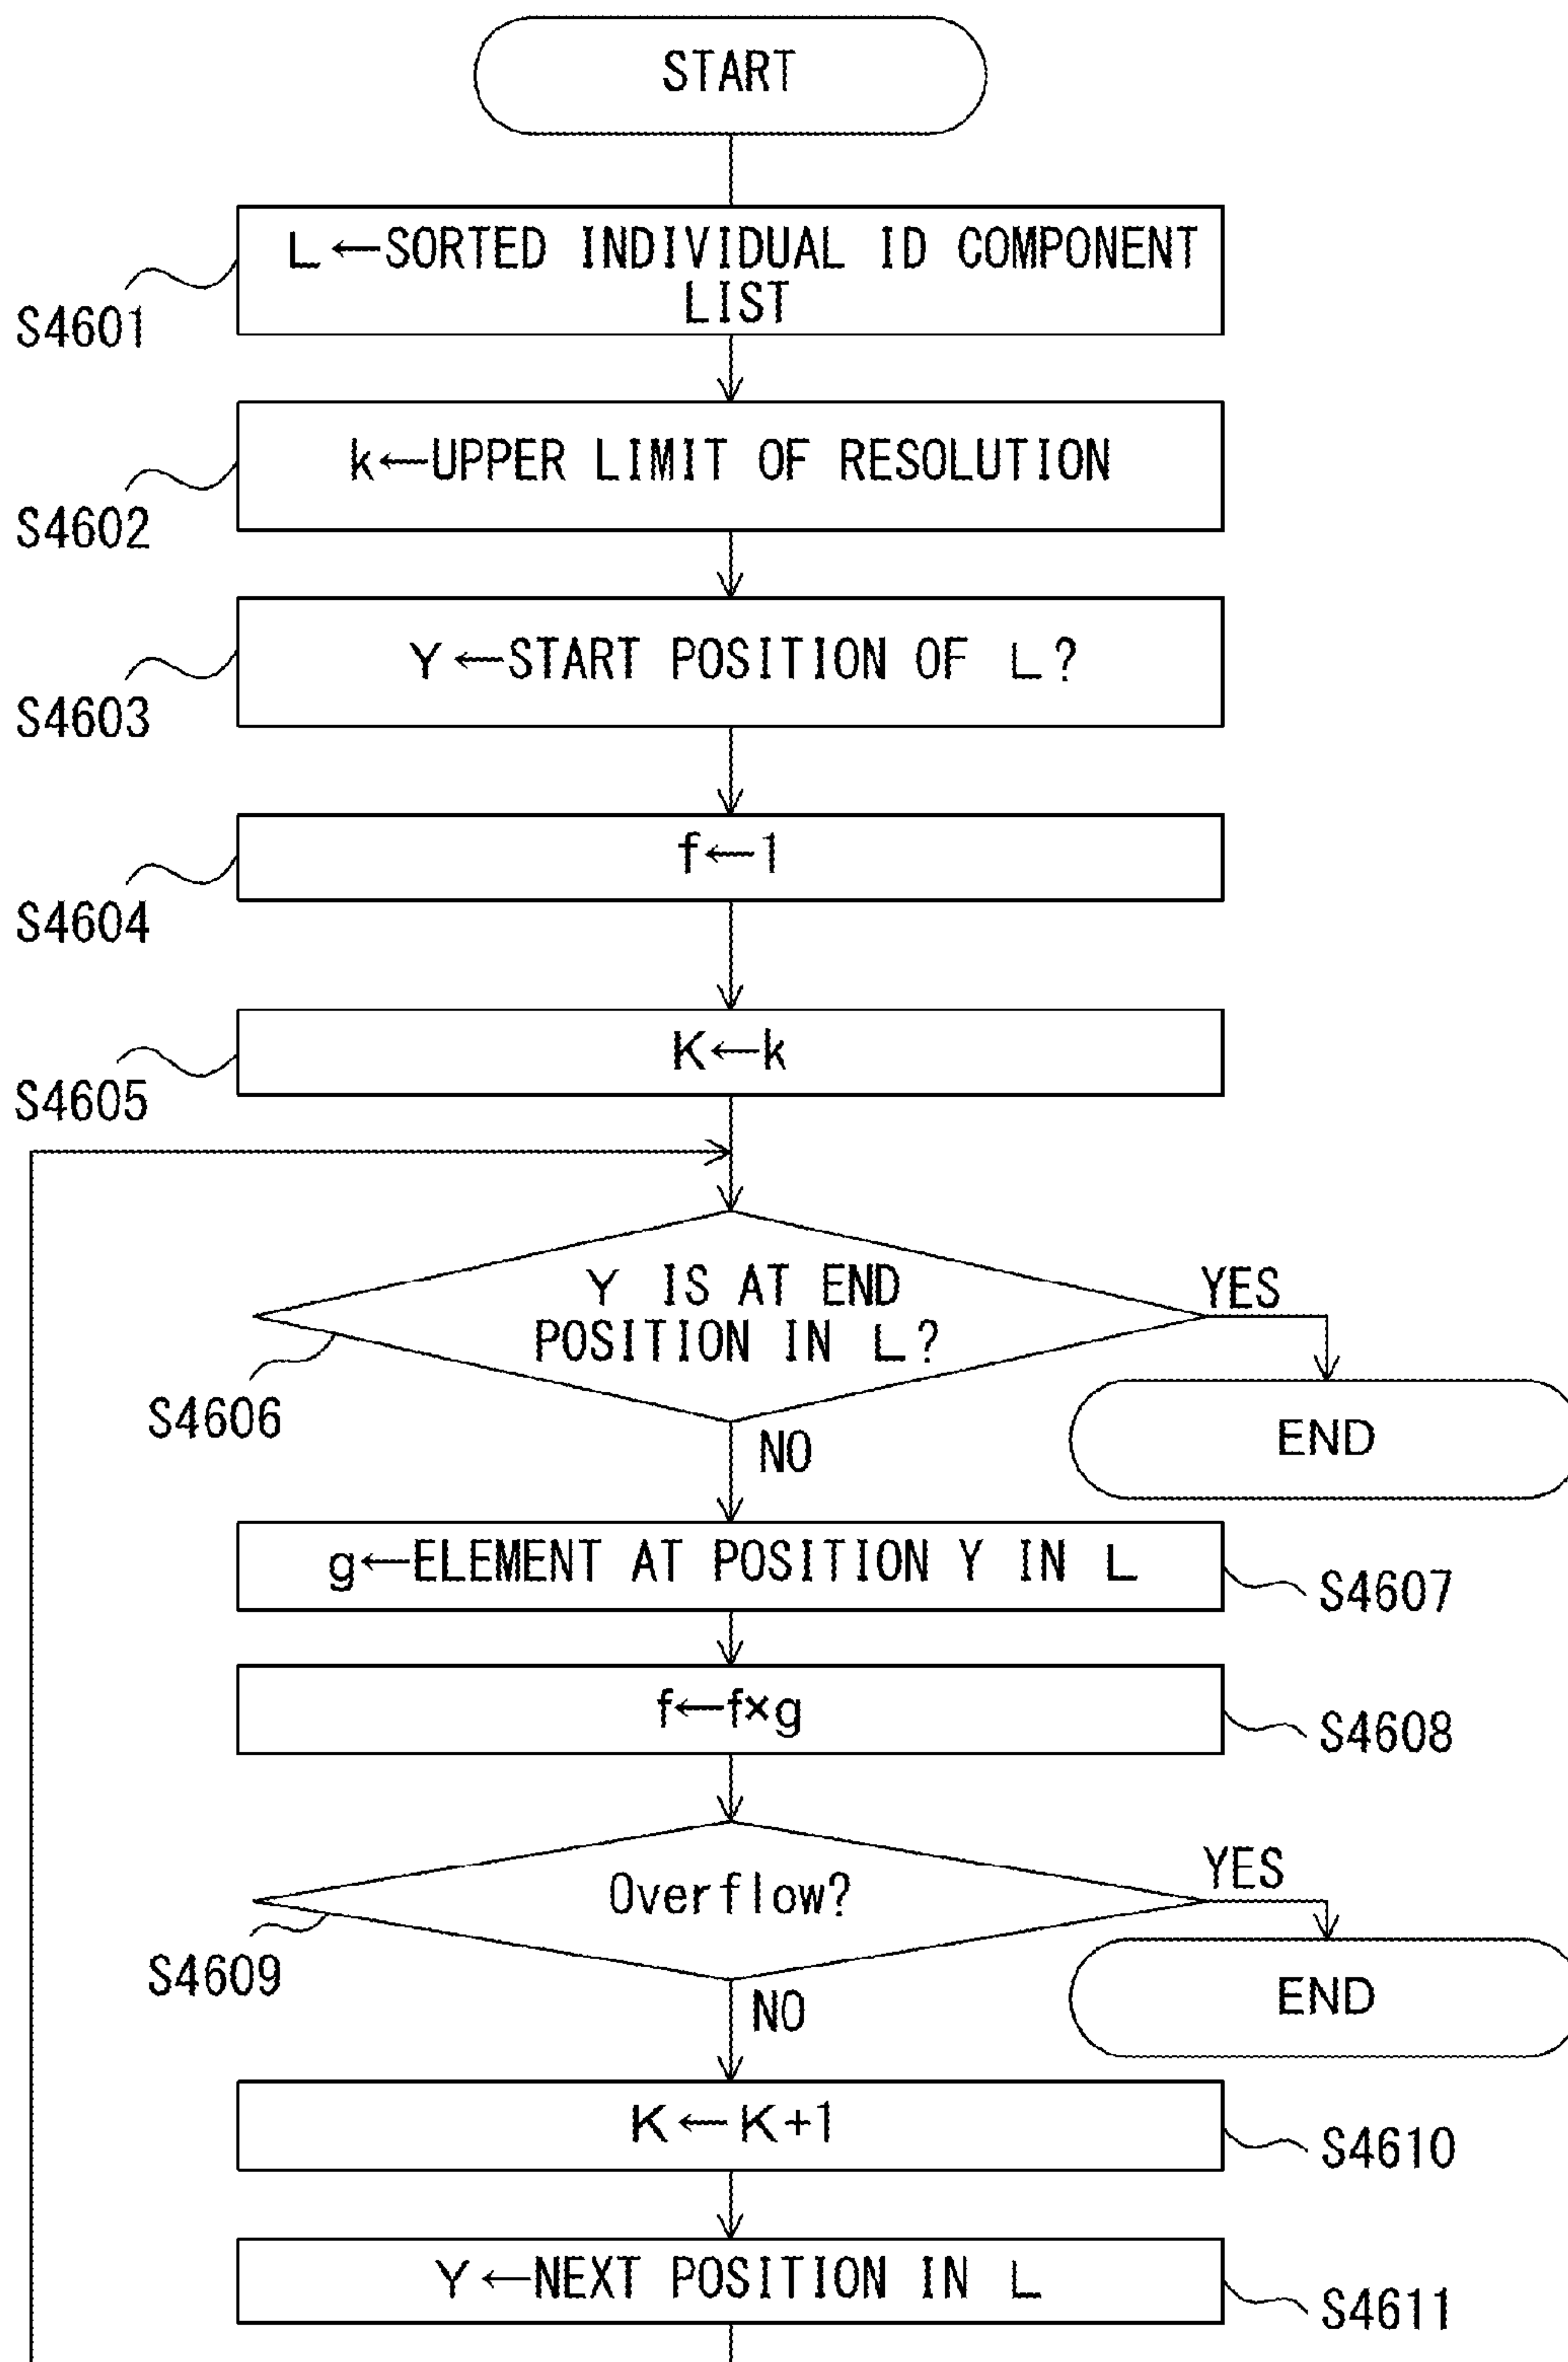 START
L←SORTED INDIVIDUAL ID COMPONENT
LIST
S4601
k←UPPER LIMIT OF RESOLUTION
S4602
Y←START POSITION OF L?
S4603
f←1
S4604
K←k
S4605
Y IS AT END
POSITION IN L?
YES
S4606
END
NO
g←ELEMENT AT POSITION Y IN L
S4607
f←f×g
S4608
Overflow?
YES
S4609
END
NO
K←K+1
S4610
Y←NEXT POSITION IN L
S4611